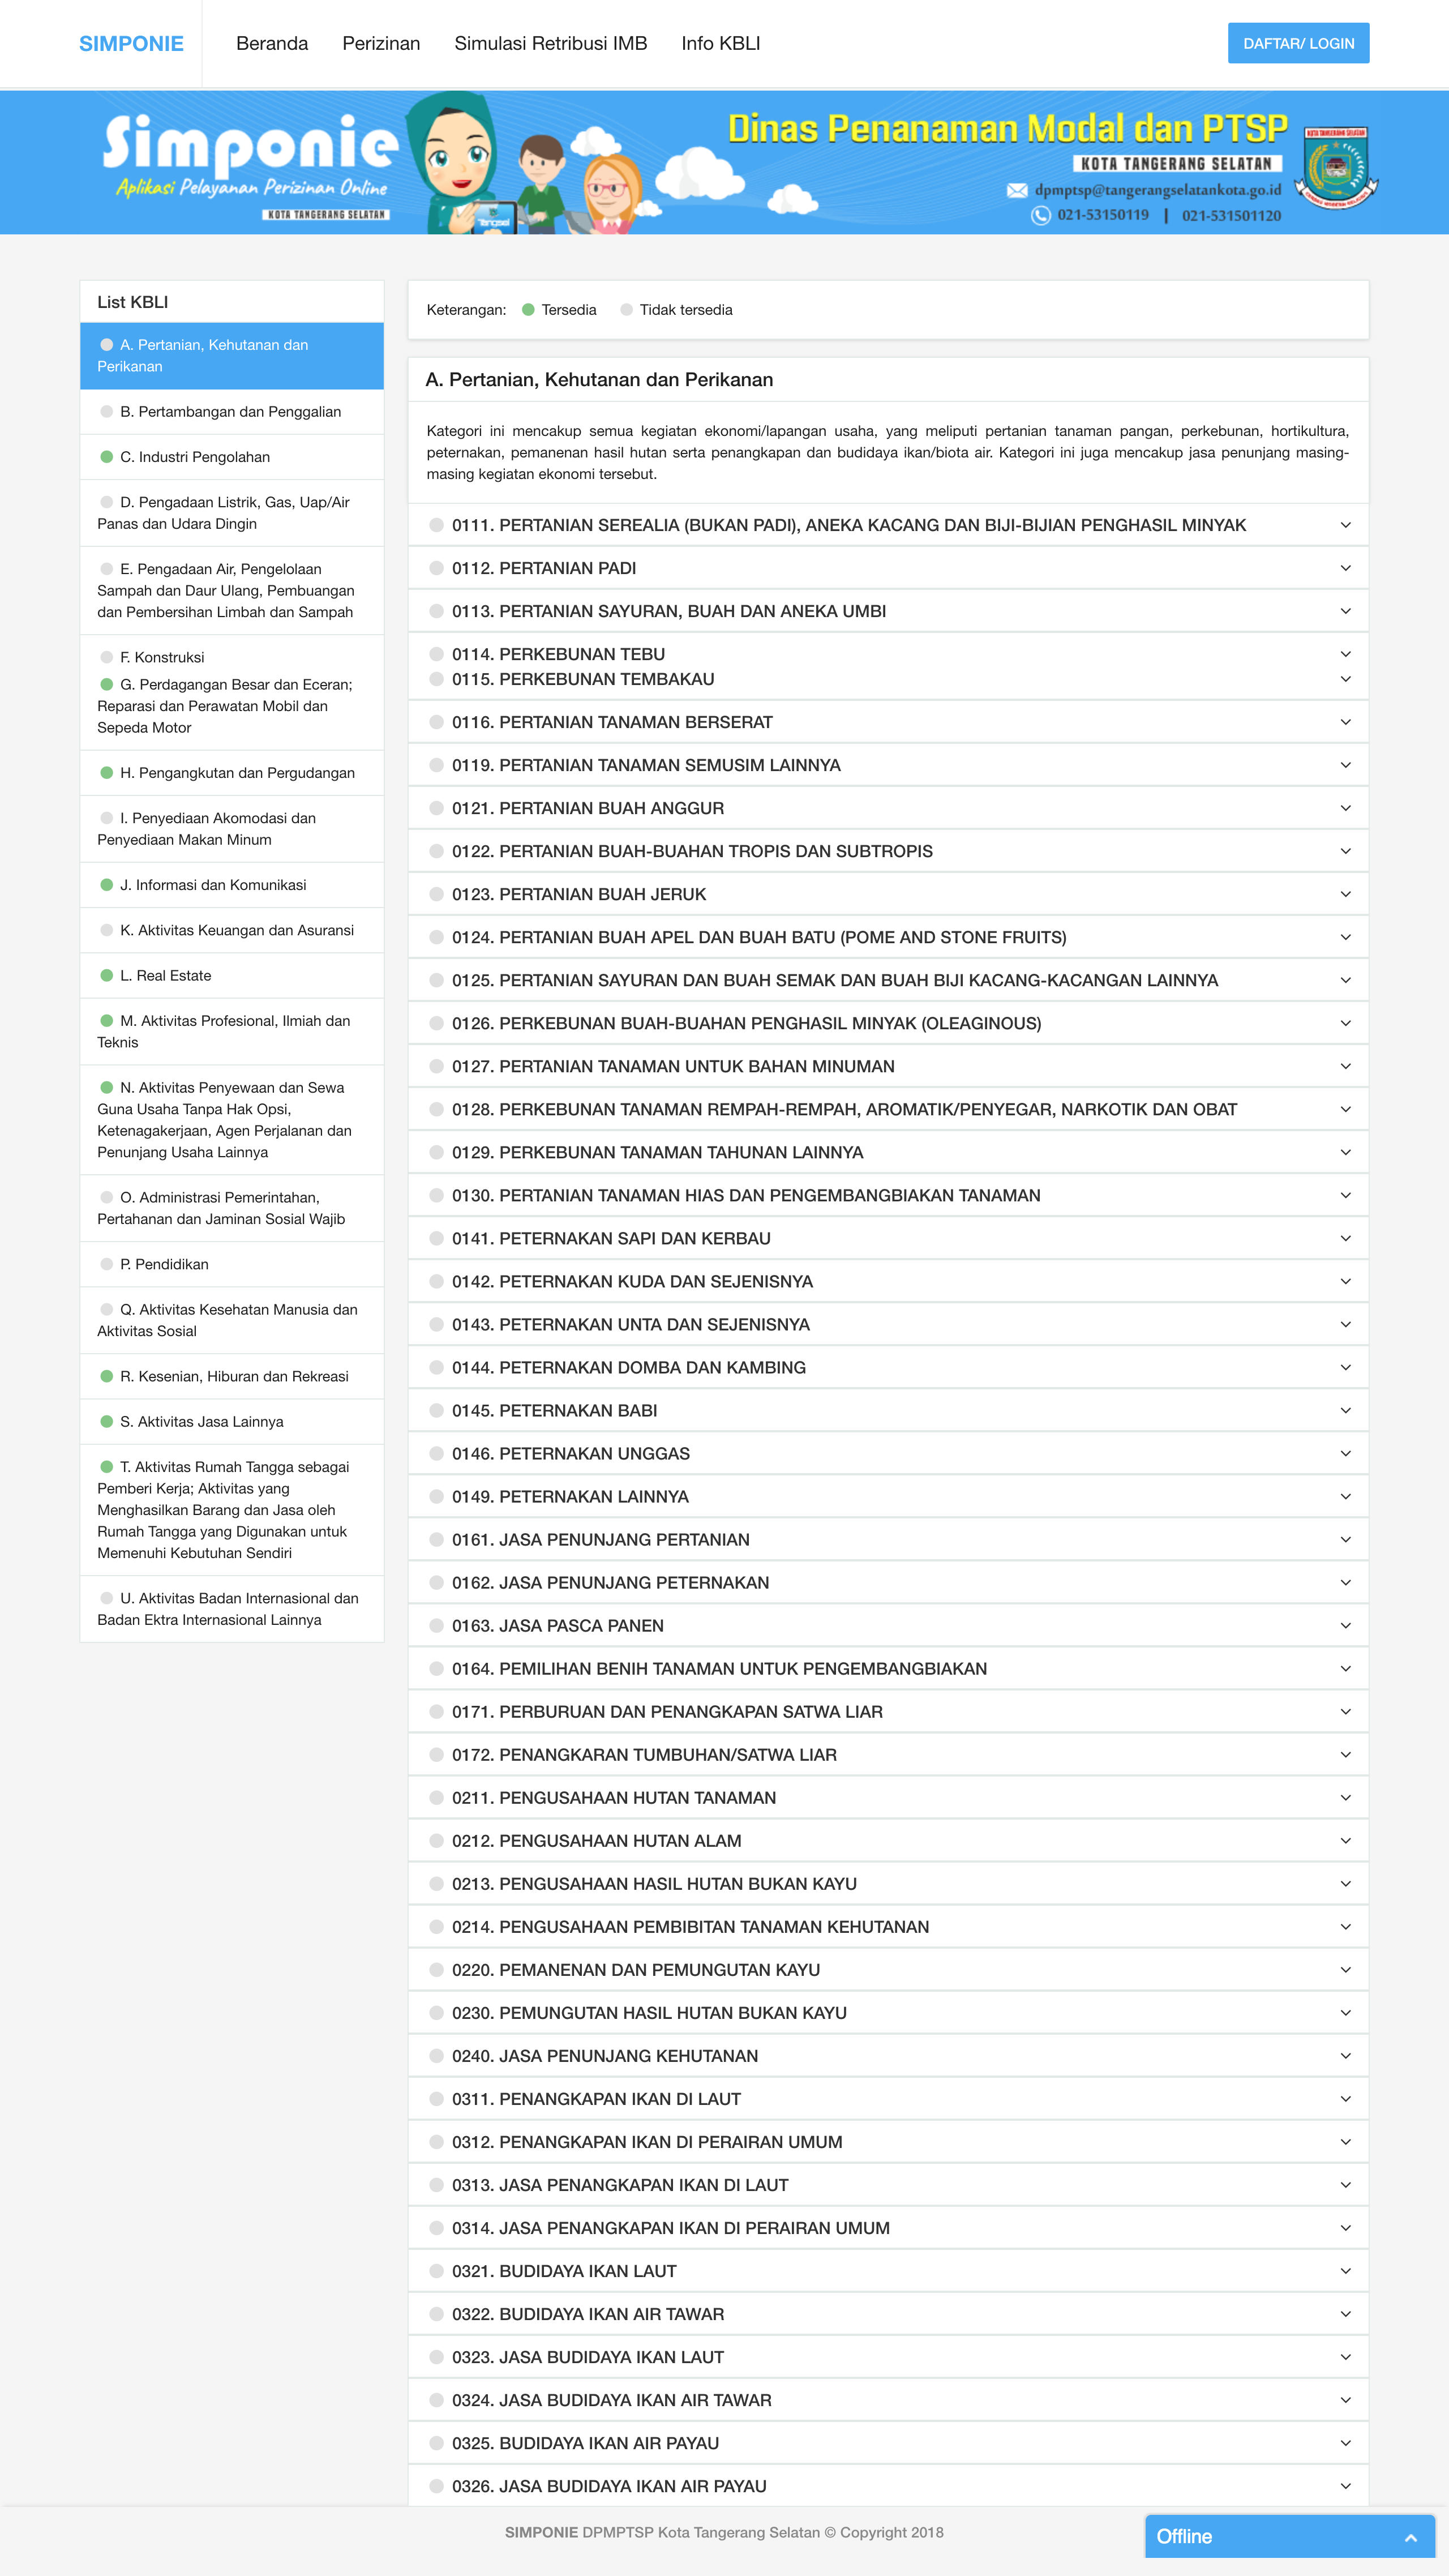 SIMPONIE
Beranda
Perizinan
Simulasi Retribusi IMB
Info KBLI
DAFTAR/ LOGIN
Simponie
Aplikasi Pelayanan Perizinan Online
KOTA TANGERANG SELATAN
Tangsel
Dinas Penanaman Modal dan PTSP
KOTA TANGERANG SELATAN
dpmptsp@tangerangselatankota.go.id
021-53150119 | 021-531501120
KOTA TANGERANG SELATAN
List KBLI
A. Pertanian, Kehutanan dan
Perikanan
B. Pertambangan dan Penggalian
C. Industri Pengolahan
D. Pengadaan Listrik, Gas, Uap/Air
Panas dan Udara Dingin
E. Pengadaan Air, Pengelolaan
Sampah dan Daur Ulang, Pembuangan
dan Pembersihan Limbah dan Sampah
F. Konstruksi
G. Perdagangan Besar dan Eceran;
Reparasi dan Perawatan Mobil dan
Sepeda Motor
H. Pengangkutan dan Pergudangan
I. Penyediaan Akomodasi dan
Penyediaan Makan Minum
J. Informasi dan Komunikasi
K. Aktivitas Keuangan dan Asuransi
L. Real Estate
M. Aktivitas Profesional, Ilmiah dan
Teknis
N. Aktivitas Penyewaan dan Sewa
Guna Usaha Tanpa Hak Opsi,
Ketenagakerjaan, Agen Perjalanan dan
Penunjang Usaha Lainnya
O. Administrasi Pemerintahan,
Pertahanan dan Jaminan Sosial Wajib
P. Pendidikan
Q. Aktivitas Kesehatan Manusia dan
Aktivitas Sosial
R. Kesenian, Hiburan dan Rekreasi
S. Aktivitas Jasa Lainnya
T. Aktivitas Rumah Tangga sebagai
Pemberi Kerja; Aktivitas yang
Menghasilkan Barang dan Jasa oleh
Rumah Tangga yang Digunakan untuk
Memenuhi Kebutuhan Sendiri
U. Aktivitas Badan Internasional dan
Badan Ektra Internasional Lainnya
Keterangan: Tersedia Tidak tersedia
A. Pertanian, Kehutanan dan Perikanan
Kategori ini mencakup semua kegiatan ekonomi/lapangan usaha, yang meliputi pertanian tanaman pangan, perkebunan, hortikultura,
peternakan, pemanenan hasil hutan serta penangkapan dan budidaya ikan/biota air. Kategori ini juga mencakup jasa penunjang masing-
masing kegiatan ekonomi tersebut.
0111. PERTANIAN SEREALIA (BUKAN PADI), ANEKA KACANG DAN BIJI-BIJIAN PENGHASIL MINYAK
0112. PERTANIAN PADI
0113. PERTANIAN SAYURAN, BUAH DAN ANEKA UMBI
0114. PERKEBUNAN TEBU
0115. PERKEBUNAN TEMBAKAU
0116. PERTANIAN TANAMAN BERSERAT
0119. PERTANIAN TANAMAN SEMUSIM LAINNYA
0121. PERTANIAN BUAH ANGGUR
0122. PERTANIAN BUAH-BUAHAN TROPIS DAN SUBTROPIS
0123. PERTANIAN BUAH JERUK
0124. PERTANIAN BUAH APEL DAN BUAH BATU (POME AND STONE FRUITS)
0125. PERTANIAN SAYURAN DAN BUAH SEMAK DAN BUAH BIJI KACANG-KACANGAN LAINNYA
0126. PERKEBUNAN BUAH-BUAHAN PENGHASIL MINYAK (OLEAGINOUS)
0127. PERTANIAN TANAMAN UNTUK BAHAN MINUMAN
0128. PERKEBUNAN TANAMAN REMPAH-REMPAH, AROMATIK/PENYEGAR, NARKOTIK DAN OBAT
0129. PERKEBUNAN TANAMAN TAHUNAN LAINNYA
0130. PERTANIAN TANAMAN HIAS DAN PENGEMBANGBIAKAN TANAMAN
0141. PETERNAKAN SAPI DAN KERBAU
0142. PETERNAKAN KUDA DAN SEJENISNYA
0143. PETERNAKAN UNTA DAN SEJENISNYA
0144. PETERNAKAN DOMBA DAN KAMBING
0145. PETERNAKAN BABI
0146. PETERNAKAN UNGGAS
0149. PETERNAKAN LAINNYA
0161. JASA PENUNJANG PERTANIAN
0162. JASA PENUNJANG PETERNAKAN
0163. JASA PASCA PANEN
0164. PEMILIHAN BENIH TANAMAN UNTUK PENGEMBANGBIAKAN
0171. PERBURUAN DAN PENANGKAPAN SATWA LIAR
0172. PENANGKARAN TUMBUHAN/SATWA LIAR
0211. PENGUSAHAAN HUTAN TANAMAN
0212. PENGUSAHAAN HUTAN ALAM
0213. PENGUSAHAAN HASIL HUTAN BUKAN KAYU
0214. PENGUSAHAAN PEMBIBITAN TANAMAN KEHUTANAN
0220. PEMANENAN DAN PEMUNGUTAN KAYU
0230. PEMUNGUTAN HASIL HUTAN BUKAN KAYU
0240. JASA PENUNJANG KEHUTANAN
0311. PENANGKAPAN IKAN DI LAUT
0312. PENANGKAPAN IKAN DI PERAIRAN UMUM
0313. JASA PENANGKAPAN IKAN DI LAUT
0314. JASA PENANGKAPAN IKAN DI PERAIRAN UMUM
0321. BUDIDAYA IKAN LAUT
0322. BUDIDAYA IKAN AIR TAWAR
0323. JASA BUDIDAYA IKAN LAUT
0324. JASA BUDIDAYA IKAN AIR TAWAR
0325. BUDIDAYA IKAN AIR PAYAU
0326. JASA BUDIDAYA IKAN AIR PAYAU
SIMPONIE DPMPTSP Kota Tangerang Selatan © Copyright 2018
Offline